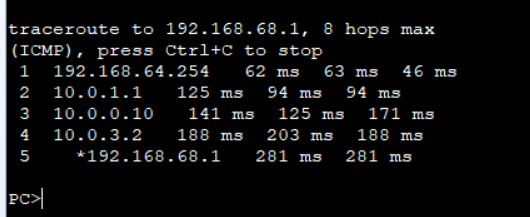 traceroute to 192.168.68.1, 8 hops max
(ICMP), press Ctrl+C to stop
1 192.168.64.254 62 ms 63 ms 46 ms
2 10.0.1.1 125 ms 94 ms 94 ms
3 10.0.0.10 141 ms 125 ms 171 ms
4 10.0.3.2 188 ms 203 ms 188 ms
5 *192.168.68.1 281 ms 281 ms
PC>